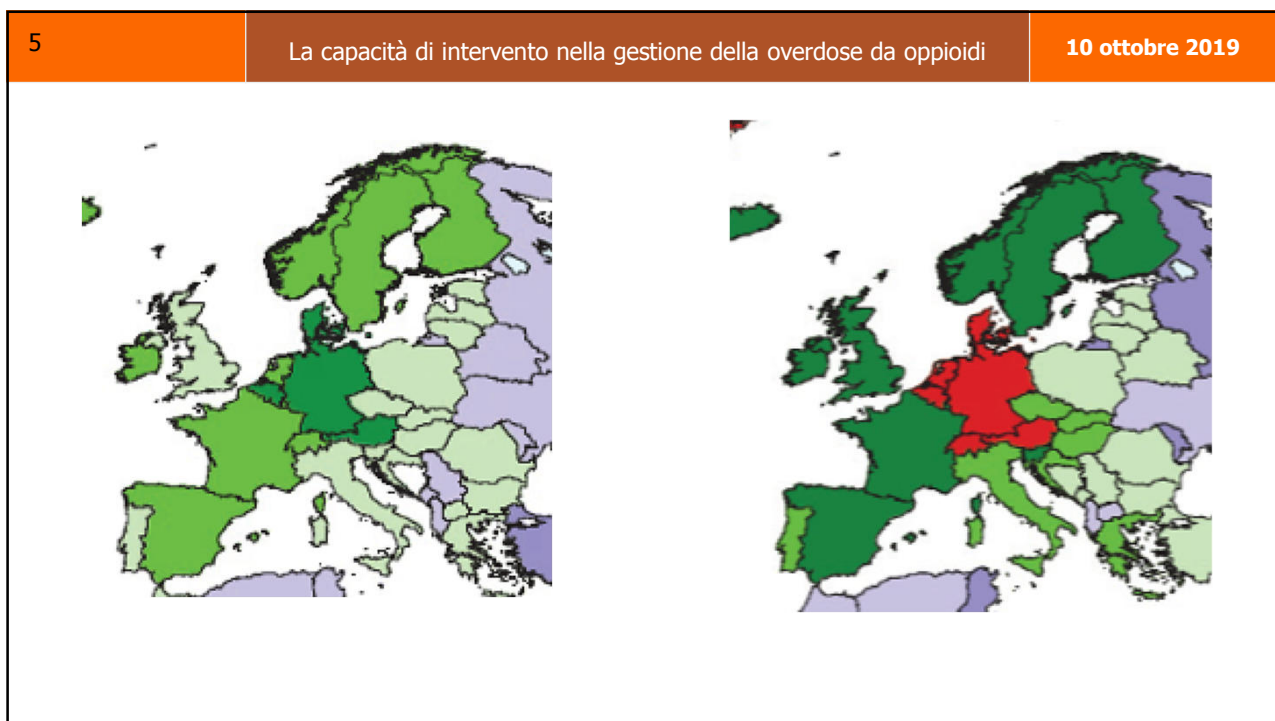 5
La capacità di intervento nella gestione della overdose da oppioidi
10 ottobre 2019